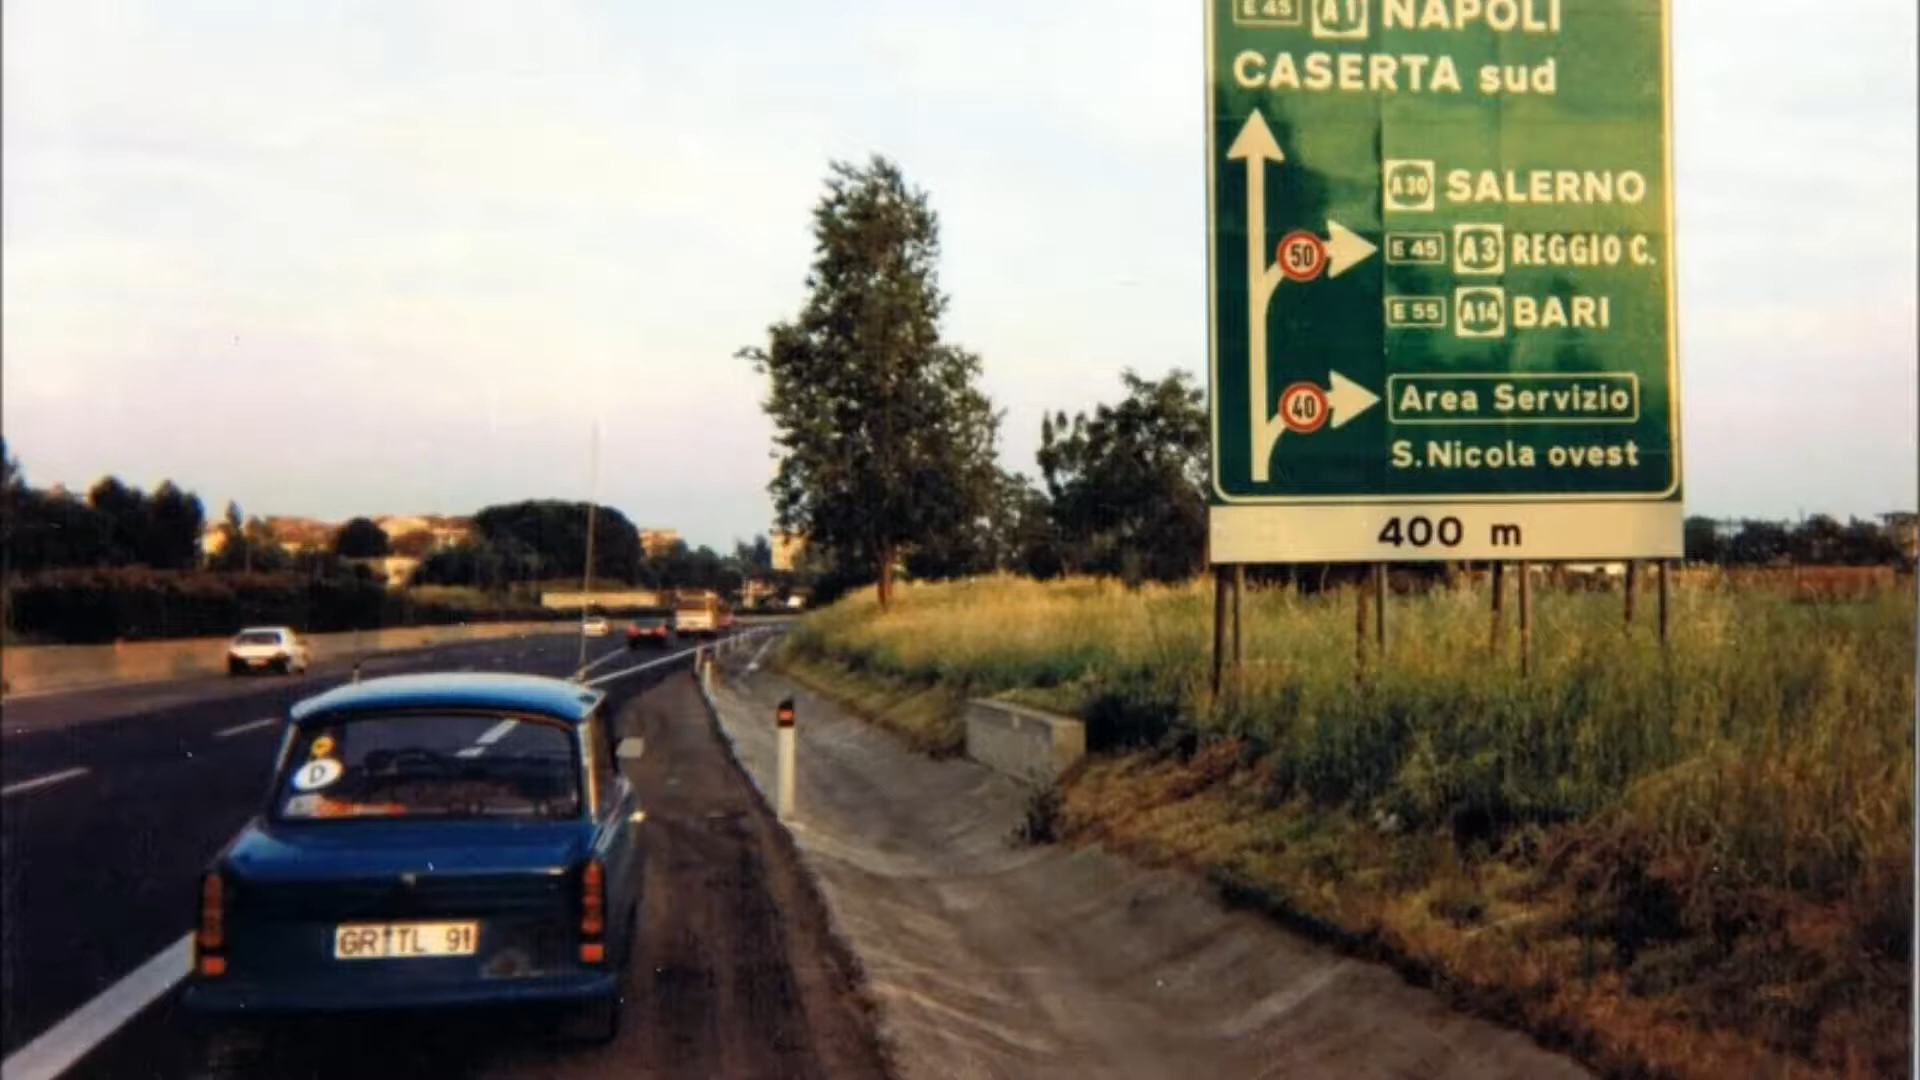 E 45 A1 NAPOLI
CASERTA sud
A30 SALERNO
50 E 45 A3 REGGIO C.
E 55 A14 BARI
40 Area Servizio
S.Nicola ovest
400 m
D
GR TL 91